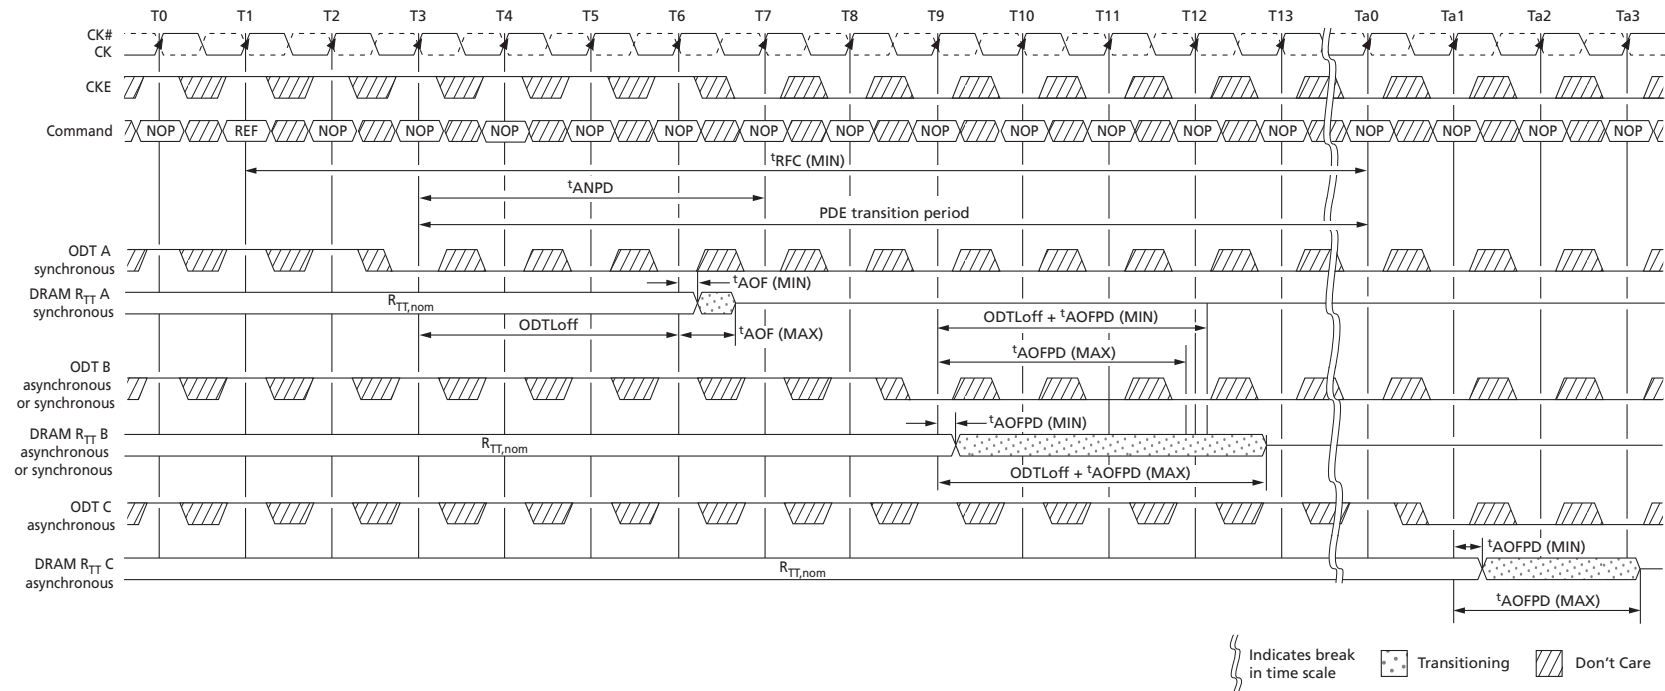 T0 T1 T2 T3 T4 T5 T6 T7 T8 T9 T10 T11 T12 T13 Ta0 Ta1 Ta2 Ta3
CK#
CK
CKE
Command NOP REF NOP NOP NOP NOP NOP NOP NOP NOP NOP NOP NOP NOP NOP NOP NOP NOP
tRFC (MIN)
tANPD
PDE transition period
ODT A
synchronous
tAOF (MIN)
DRAM RTT A
synchronous
RTT,nom
ODTLoff + tAOFPD (MIN)
ODTLoff
tAOF (MAX)
tAOFPD (MAX)
ODT B
asynchronous
or synchronous
tAOFPD (MIN)
DRAM RTT B
asynchronous
or synchronous
RTT,nom
ODTLoff + tAOFPD (MAX)
ODT C
asynchronous
tAOFPD (MIN)
DRAM RTT C
asynchronous
RTT,nom
tAOFPD (MAX)
Indicates break
in time scale
Transitioning
Don't Care